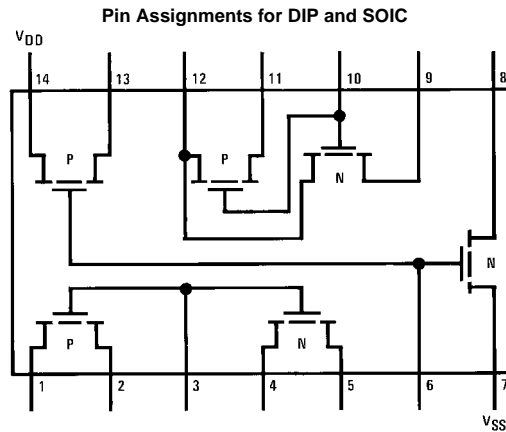 Pin Assignments for DIP and SOIC
VDD
14 13 12 11 10 9 8
P P N
N
P N
1 2 3 4 5 6 7
VSS